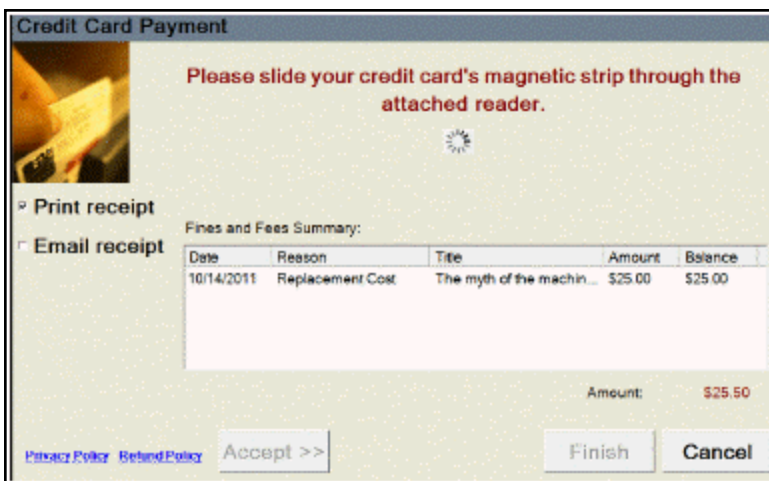 Credit Card Payment
Please slide your credit card's magnetic strip through the
attached reader.
Print receipt
Email receipt
Fines and Fees Summary:
Date Reason Title Amount Balance
10/14/2011 Replacement Cost The myth of the machin... $25.00 $25.00
Amount: $25.50
Privacy Policy Refund Policy Accept >> Finish Cancel